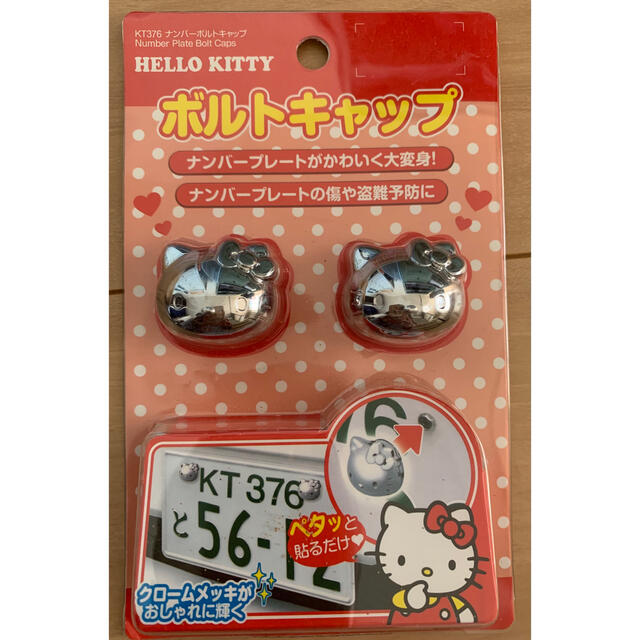 KT376 ナンバーボルトキャップ
Number Plate Bolt Caps
HELLO KITTY
ボルトキャップ
ナンバープレートがかわいく大変身!
ナンバープレートの傷や盗難予防に
76
KT 376
と 56-12
ペタッと
貼るだけ♥
クロームメッキが
おしゃれに輝く